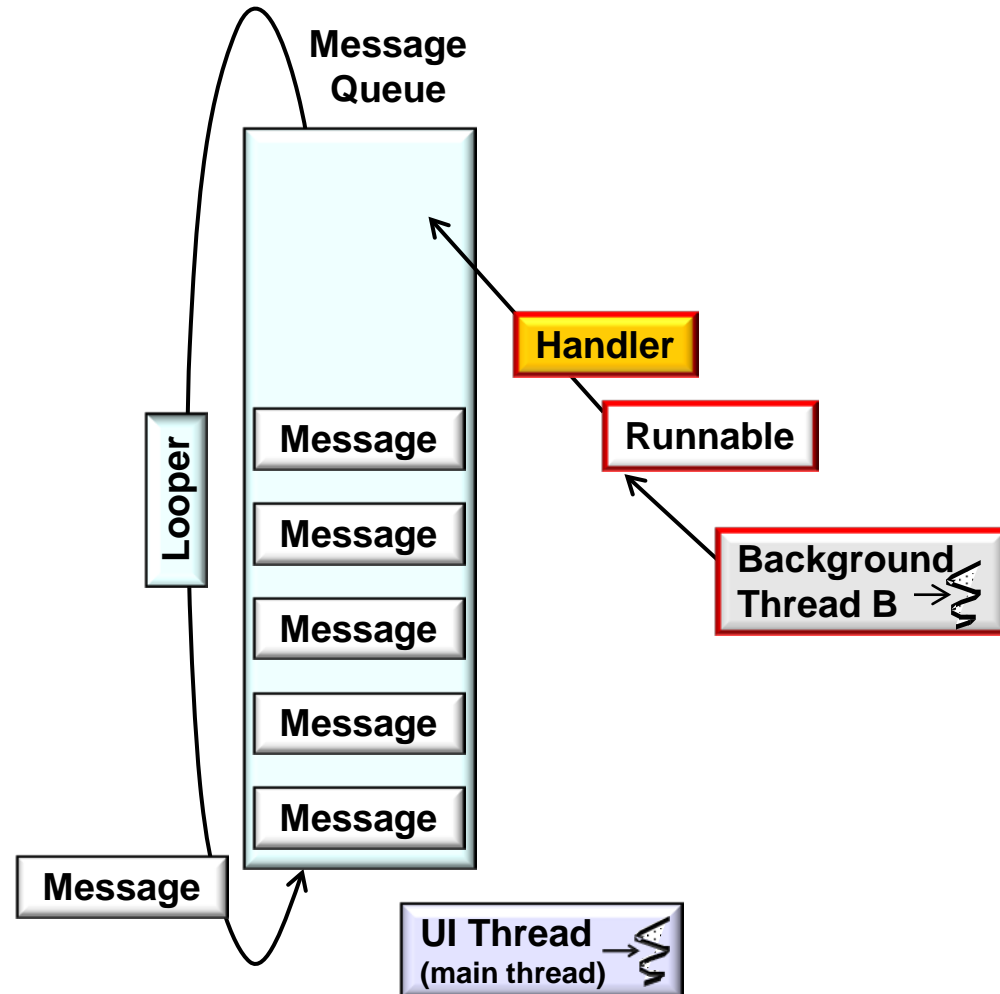 Message
Queue
Handler
Message
Runnable
Looper
Message
Background
Thread B
Message
Message
Message
Message
UI Thread
(main thread)